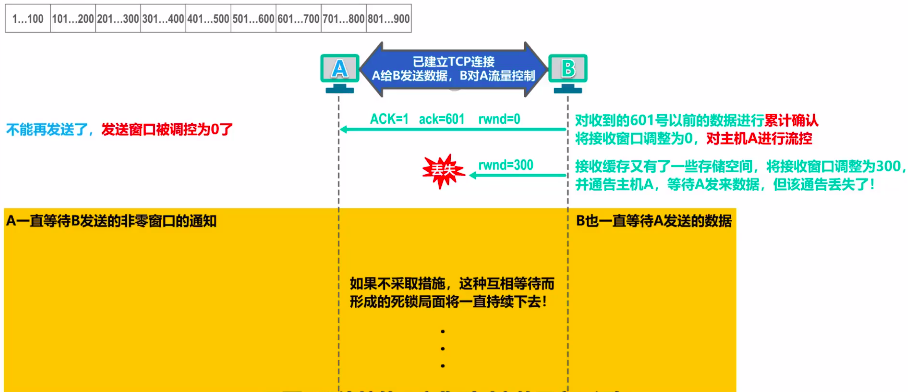 1...100 101...200 201...300 301...400 401...500 501...600 601...700 701...800 801...900
已建立TCP连接
A给B发送数据，B对A流量控制
A
B
不能再发送了，发送窗口被调控为0了
ACK=1 ack=601 rwnd=0
对收到的601号以前的数据进行累计确认
将接收窗口调整为0，对主机A进行流控
丢失
rwnd=300
接收缓存又有了一些存储空间，将接收窗口调整为300，
并通告主机A，等待A发来数据，但该通告丢失了！
A一直等待B发送的非零窗口的通知
B也一直等待A发送的数据
如果不采取措施，这种互相等待而
形成的死锁局面将一直持续下去！